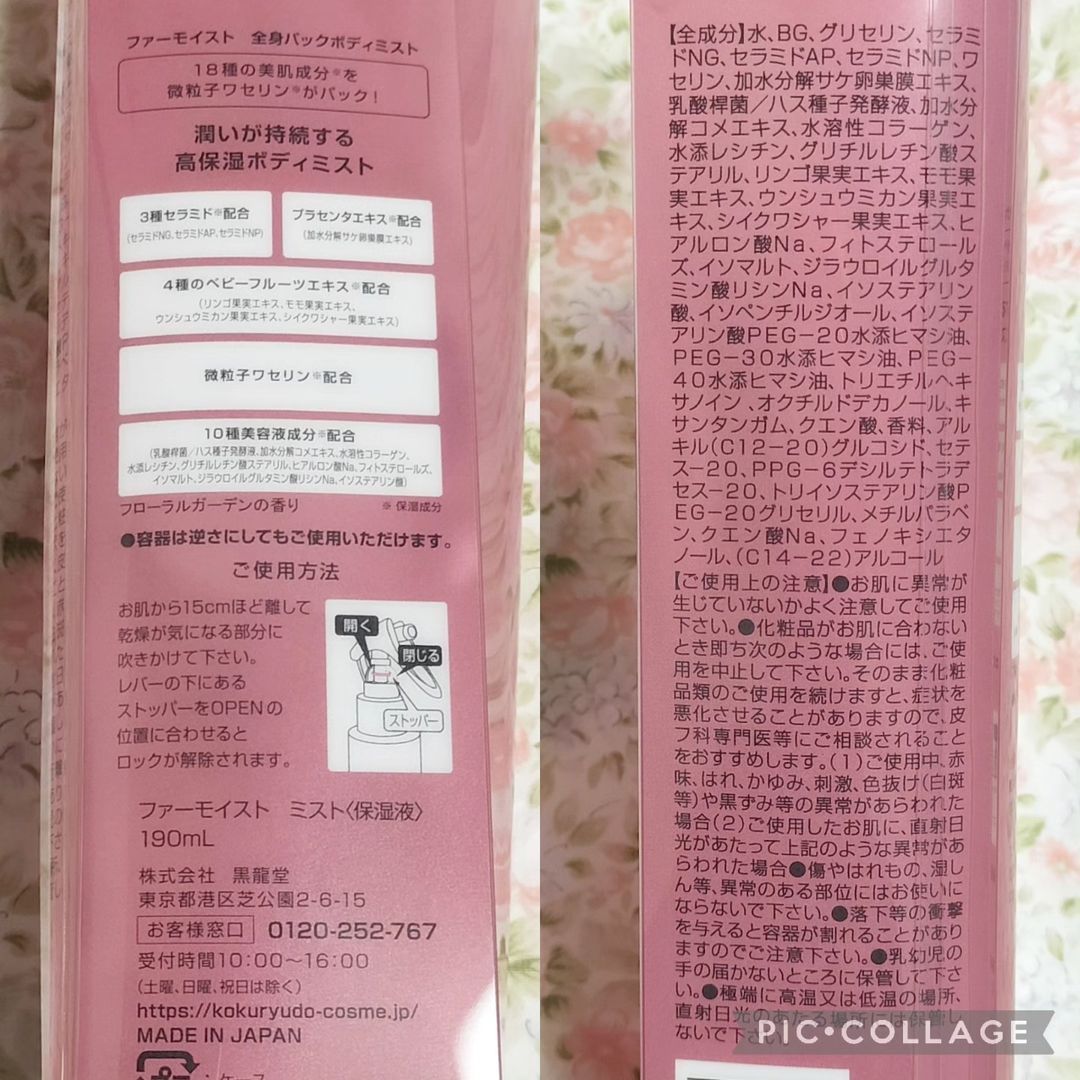 ファーモイスト 全身パックボディミスト
18種の美肌成分※を
微粒子ワセリン※がパック!
潤いが持続する
高保湿ボディミスト
3種セラミド※配合
(セラミドNG、セラミドAP、セラミドNP)
プラセンタエキス※配合
(加水分解サケ卵巣膜エキス)
4種のベビーフルーツエキス※配合
(リンゴ果実エキス、モモ果実エキス、
ウンシュウミカン果実エキス、シイクワシャー果実エキス)
微粒子ワセリン※配合
10種美容液成分※配合
(乳酸桿菌/ハス種子発酵液、加水分解コメエキス、水溶性コラーゲン、
水添レシチン、グリチルレチン酸ステアリル、ヒアルロン酸Na、フィトステロールズ、
イソマルト、ジラウロイルグルタミン酸リシンNa、イソステアリン酸)
フローラルガーデンの香り
※ 保湿成分
●容器は逆さにしてもご使用いただけます。
ご使用方法
お肌から15cmほど離して
乾燥が気になる部分に
吹きかけて下さい。
レバーの下にある
ストッパーをOPENの
位置に合わせると
ロックが解除されます。
開く
閉じる
ストッパー
ファーモイスト ミスト〈保湿液〉
190mL
株式会社 黒龍堂
東京都港区芝公園2-6-15
お客様窓口 0120-252-767
受付時間10:00〜16:00
(土曜、日曜、祝日は除く)
https://kokuryudo-cosme.jp/
MADE IN JAPAN
:ケース
【全成分】水、BG、グリセリン、セラミ
ドNG、セラミドAP、セラミドNP、ワ
セリン、加水分解サケ卵巣膜エキス、
乳酸桿菌/ハス種子発酵液、加水分
解コメエキス、水溶性コラーゲン、
水添レシチン、グリチルレチン酸ス
テアリル、リンゴ果実エキス、モモ果
実エキス、ウンシュウミカン果実エ
キス、シイクワシャー果実エキス、ヒ
アルロン酸Na、フィトステロール
ズ、イソマルト、ジラウロイルグルタ
ミン酸リシンNa、イソステアリン
酸、イソペンチルジオール、イソステ
アリン酸PEG-20水添ヒマシ油、
PEG-30水添ヒマシ油、PEG-
40水添ヒマシ油、トリエチルヘキ
サノイン、オクチルドデカノール、キ
サンタンガム、クエン酸、香料、アル
キル(C12-20)グルコシド、セテ
ス-20、PPG-6デシルテトラデ
セス-20、トリイソステアリン酸P
EG-20グリセリル、メチルパラベ
ン、クエン酸Na、フェノキシエタ
ノール、(C14-22)アルコール
【ご使用上の注意】●お肌に異常が
生じていないかよく注意してご使用
下さい。●化粧品がお肌に合わない
とき即ち次のような場合には、ご使
用を中止して下さい。そのまま化粧
品類のご使用を続けますと、症状を
悪化させることがありますので、皮
フ科専門医等にご相談されること
をおすすめします。(1)ご使用中、赤
味、はれ、かゆみ、刺激、色抜け(白斑
等)や黒ずみ等の異常があらわれた
場合(2)ご使用したお肌に、直射日
光があたって上記のような異常があ
らわれた場合●傷やはれもの、湿し
ん等、異常のある部位にはお使いに
ならないで下さい。●落下等の衝撃
を与えると容器が割れることがあり
ますのでご注意下さい。●乳幼児の
手の届かないところに保管して下さ
い。●極端に高温又は低温の場所、
直射日光のあたる場所には保管し
ないで下さい
PIC•COLLAGE